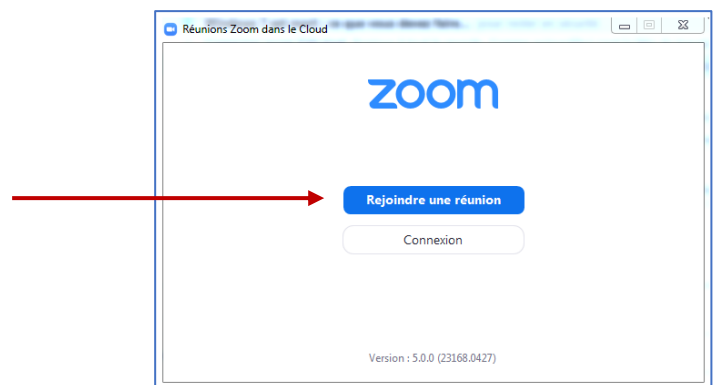 Réunions Zoom dans le Cloud
zoom
Rejoindre une réunion
Connexion
Version : 5.0.0 (23168.0427)